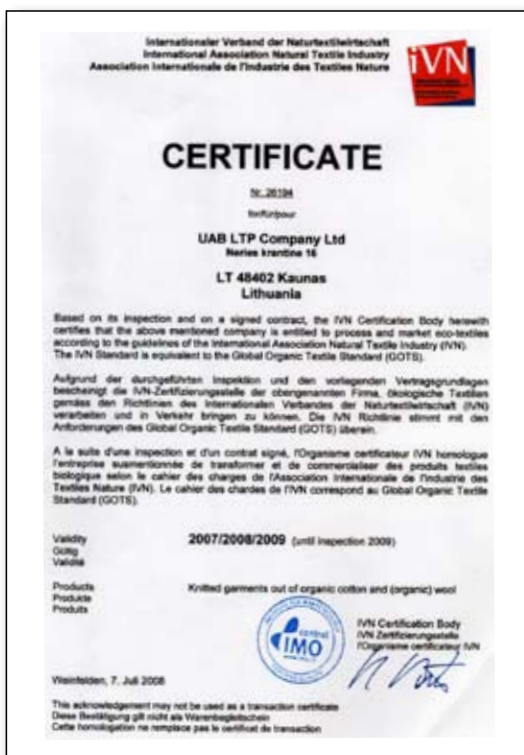 Internationaler Verband der Naturtextilwirtschaft
International Association Natural Textile Industry
Association Internationale de l'Industrie des Textiles Nature
iVN
CERTIFICATE
Nr. 26194
for/für/pour
UAB LTP Company Ltd
Neries krantine 16
LT 48402 Kaunas
Lithuania
Based on its inspection and on a signed contract, the IVN Certification Body herewith
certifies that the above mentioned company is entitled to process and market eco-textiles
according to the guidelines of the International Association Natural Textile Industry (IVN).
The IVN Standard is equivalent to the Global Organic Textile Standard (GOTS).
Aufgrund der durchgeführten Inspektion und den vorliegenden Vertragsgrundlagen
bescheinigt die IVN-Zertifizierungsstelle der obengenannten Firma, ökologische Textilien
gemäss den Richtlinien des Internationalen Verbandes der Naturtextilwirtschaft (IVN)
verarbeiten und in Verkehr bringen zu können. Die IVN Richtlinie stimmt mit den
Anforderungen des Global Organic Textile Standard (GOTS) überein.
A la suite d'une inspection et d'un contrat signé, l'Organisme certificateur IVN homologue
l'entreprise susmentionnée de transformer et de commercialiser des produits textiles
biologique selon le cahier des charges de l'Association Internationale de l'Industrie des
Textiles Nature (IVN). Le cahier des chardes de l'IVN correspond au Global Organic Textile
Standard (GOTS).
Validity 2007/2008/2009 (until inspection 2009)
Gültig
Validité
Products Knitted garments out of organic cotton and (organic) wool
Produkte
Produits
control
IMO
IVN Certification Body
IVN Zertifizierungsstelle
l'Organisme certificateur IVN
Weinfelden, 7. Juli 2008
This acknowledgement may not be used as a transaction certificate
Diese Bestätigung gilt nicht als Warenbegleitschein
Cette homologation ne remplace pas le certificat de transaction